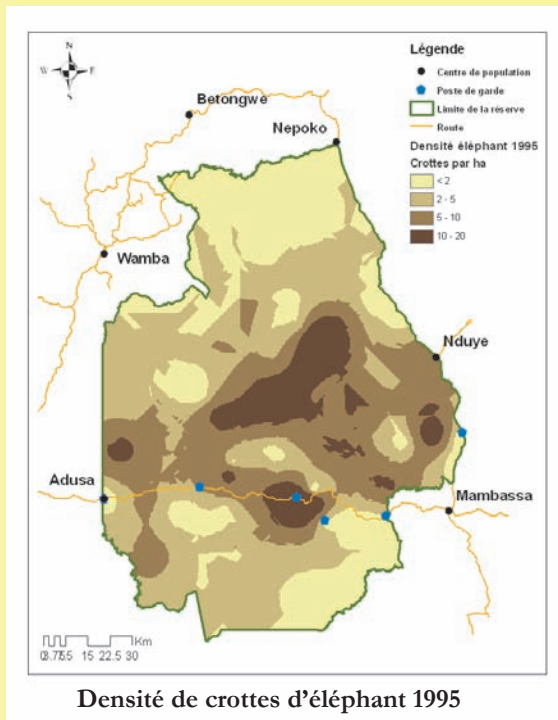 N
W E
S
Légende
Centre de population
Poste de garde
Limite de la réserve
Route
Densité éléphant 1995
Crottes par ha
< 2
2 - 5
5 - 10
10 - 20
Betongwe
Nepoko
Wamba
Nduye
Adusa
Mambassa
Km
15 22.5 30
Densité de crottes d'éléphant 1995